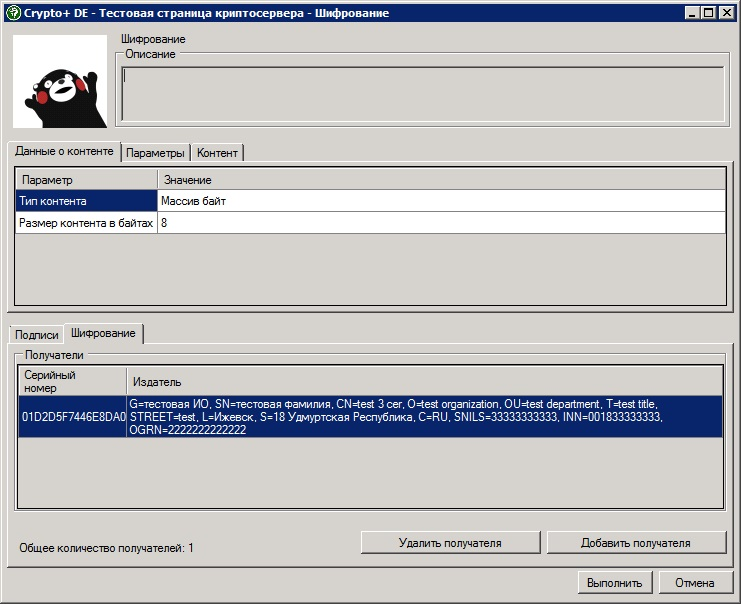 Crypto+ DE - Тестовая страница криптосервера - Шифрование
Шифрование
Описание
Данные о контенте Параметры Контент
Параметр Значение
Тип контента Массив байт
Размер контента в байтах 8
Подписи Шифрование
Получатели
Серийный номер Издатель
01D2D5F7446E8DA0 G=тестовая ИО, SN=тестовая фамилия, CN=test 3 cer, O=test organization, OU=test department, T=test title,
STREET=test, L=Ижевск, S=18 Удмуртская Республика, C=RU, SNILS=33333333333, INN=001833333333,
OGRN=2222222222222
Общее количество получателей: 1
Удалить получателя Добавить получателя
Выполнить Отмена